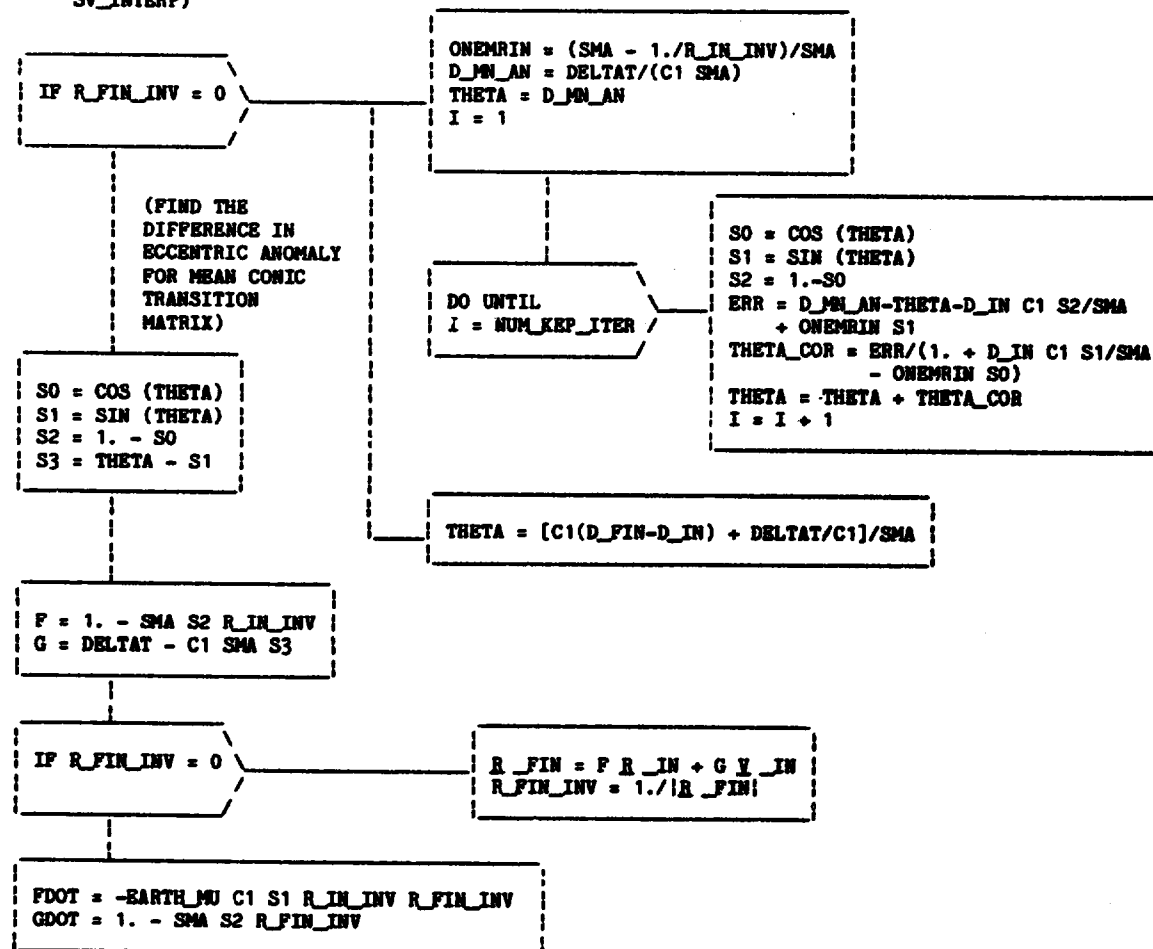 SV_INTERP)
IF R_FIN_INV = 0
ONEMRIN = (SMA - 1./R_IN_INV)/SMA
D_MN_AN = DELTAT/(C1 SMA)
THETA = D_MN_AN
I = 1
(FIND THE
DIFFERENCE IN
ECCENTRIC ANOMALY
FOR MEAN CONIC
TRANSITION
MATRIX)
DO UNTIL
I = NUM_KEP_ITER
S0 = COS (THETA)
S1 = SIN (THETA)
S2 = 1.-S0
ERR = D_MN_AN-THETA-D_IN C1 S2/SMA
+ ONEMRIN S1
THETA_COR = ERR/(1. + D_IN C1 S1/SMA
- ONEMRIN S0)
THETA = THETA + THETA_COR
I = I + 1
S0 = COS (THETA)
S1 = SIN (THETA)
S2 = 1. - S0
S3 = THETA - S1
THETA = [C1(D_FIN-D_IN) + DELTAT/C1]/SMA
F = 1. - SMA S2 R_IN_INV
G = DELTAT - C1 SMA S3
IF R_FIN_INV = 0
R _FIN = F R _IN + G V _IN
R_FIN_INV = 1./|R _FIN|
FDOT = -EARTH_MU C1 S1 R_IN_INV R_FIN_INV
GDOT = 1. - SMA S2 R_FIN_INV